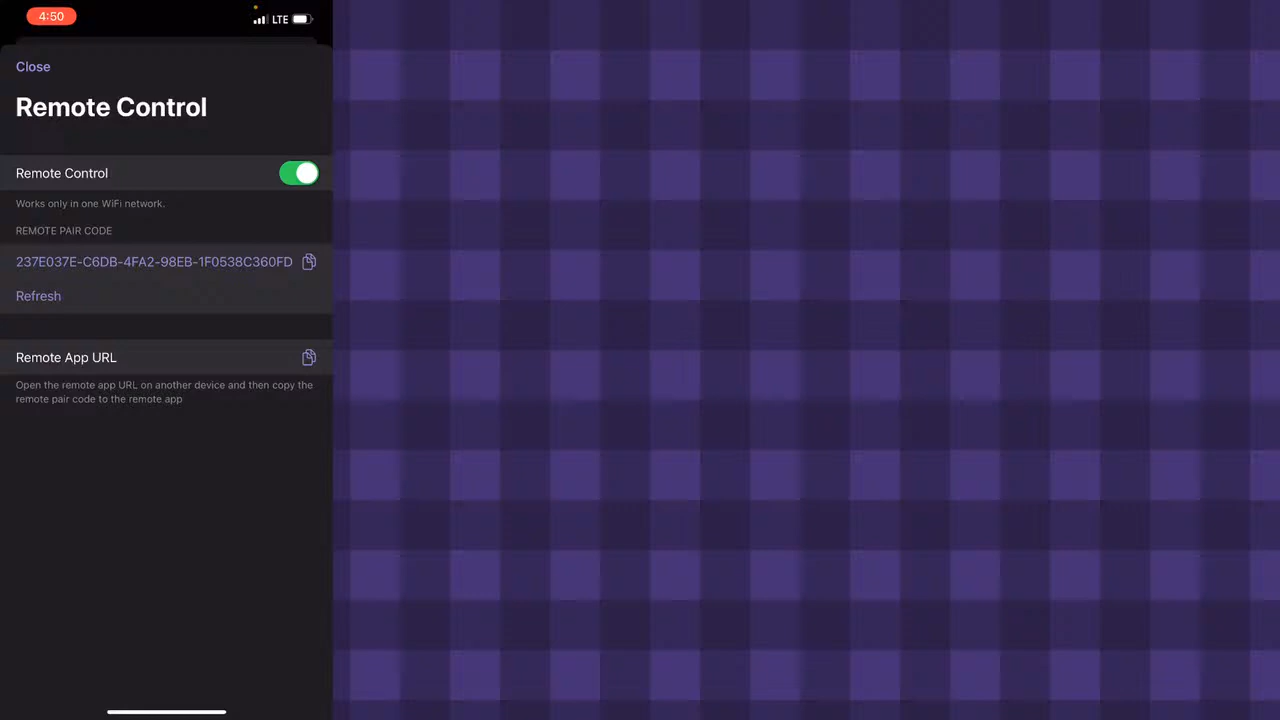 4:50
LTE
Close
Remote Control
Remote Control
Works only in one WiFi network.
REMOTE PAIR CODE
237E037E-C6DB-4FA2-98EB-1F0538C360FD
Refresh
Remote App URL
Open the remote app URL on another device and then copy the
remote pair code to the remote app